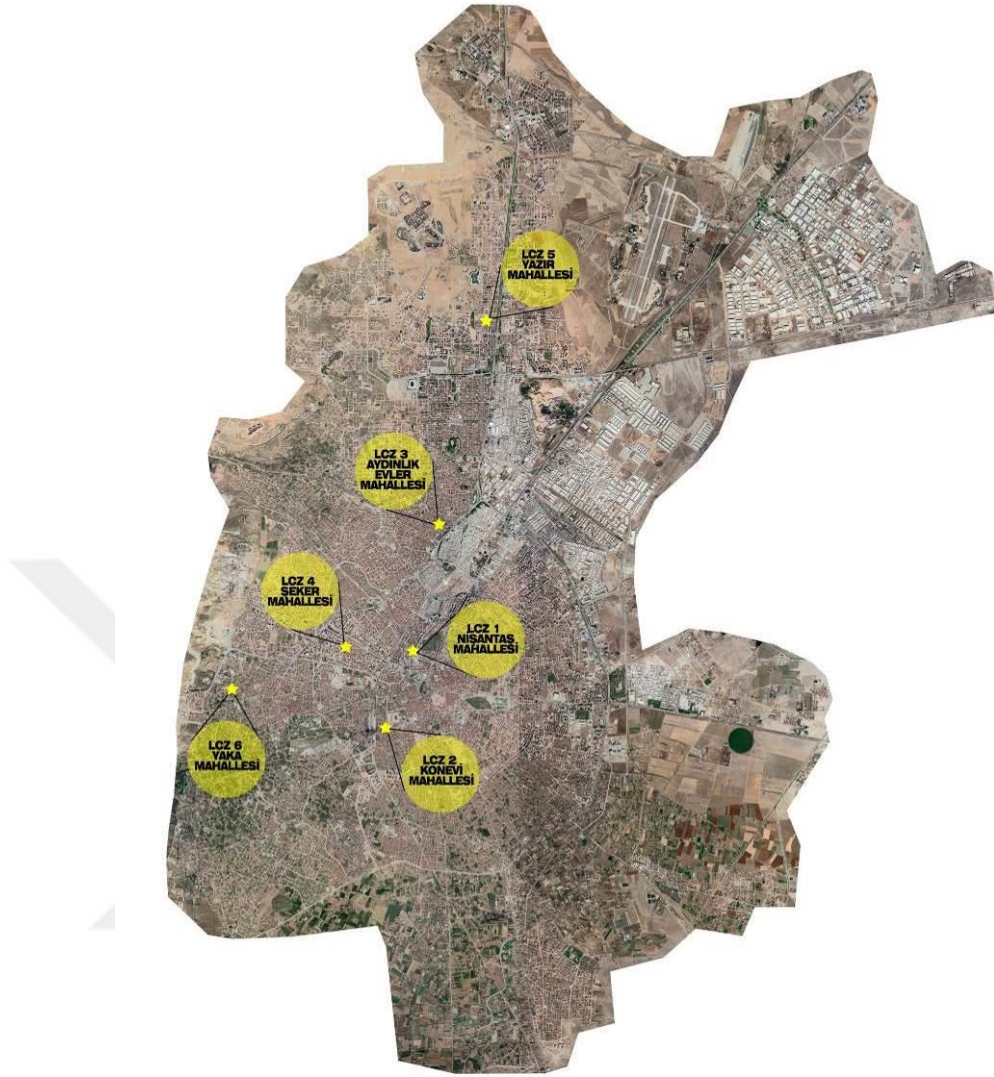 LCZ 5
YAZIR
MAHALLESİ
LCZ 3
AYDINLIK
EVLER
MAHALLESİ
LCZ 4
ŞEKER
MAHALLESİ
LCZ 1
NİŞANTAŞ
MAHALLESİ
LCZ 6
YAKA
MAHALLESİ
LCZ 2
KONEVİ
MAHALLESİ